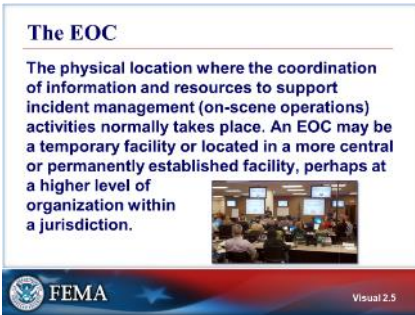 The EOC
The physical location where the coordination
of information and resources to support
incident management (on-scene operations)
activities normally takes place. An EOC may be
a temporary facility or located in a more central
or permanently established facility, perhaps at
a higher level of
organization within
a jurisdiction.
FEMA
Visual 2.5